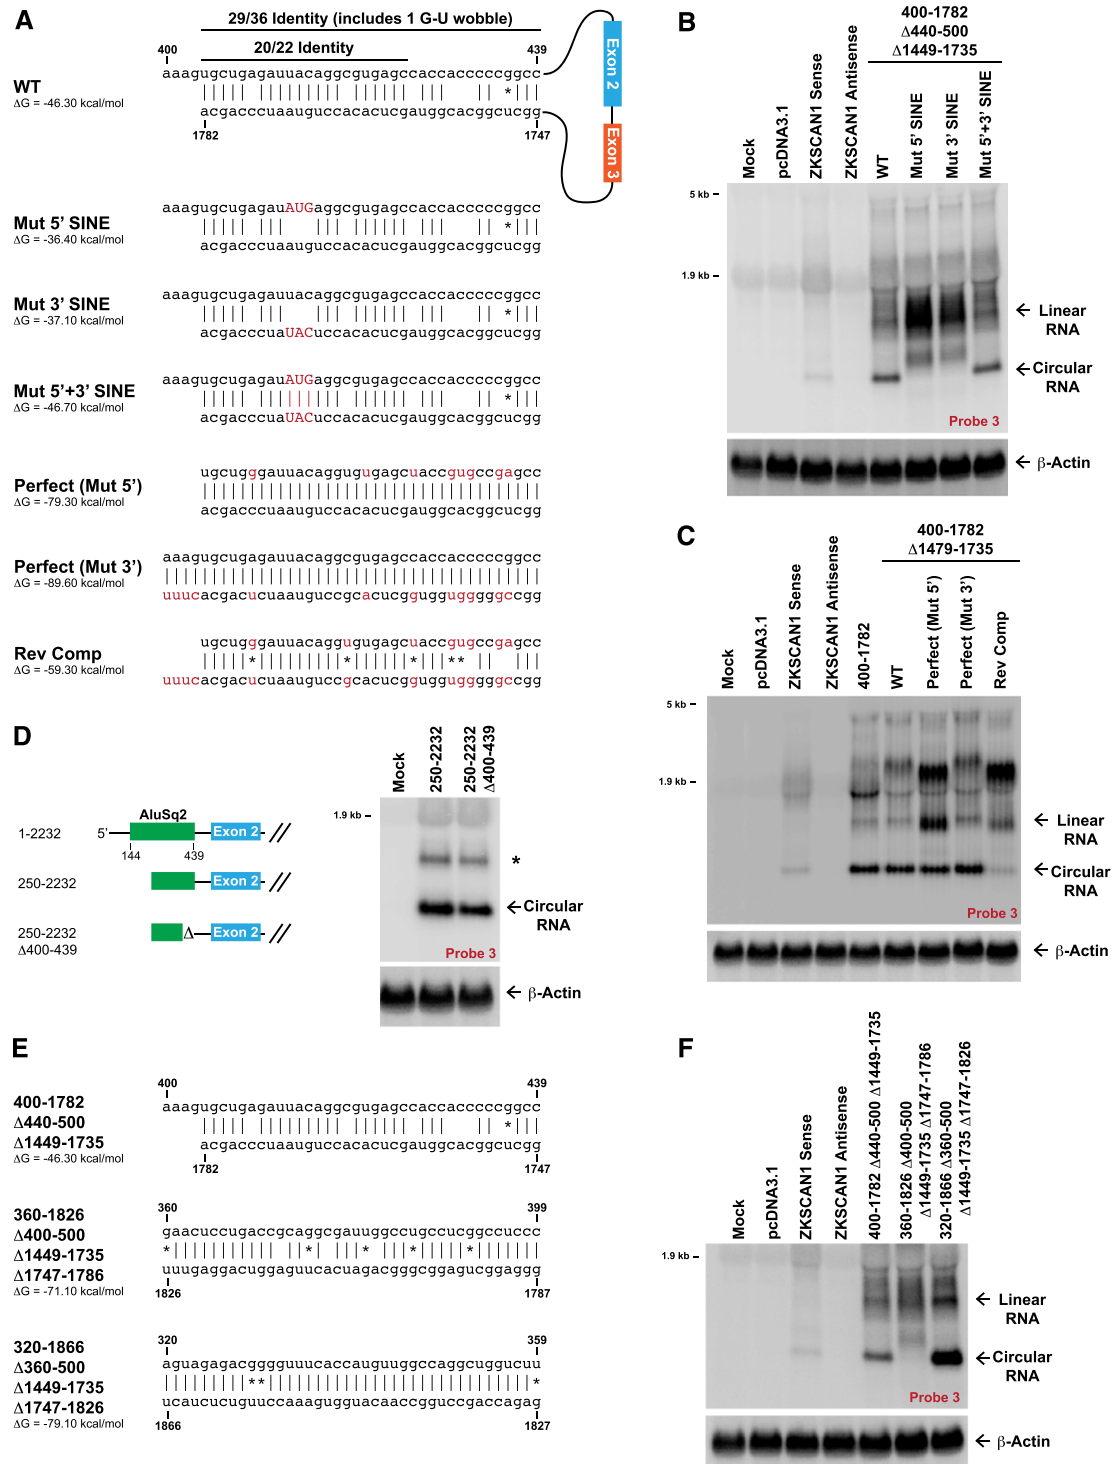 A
29/36 Identity (includes 1 G-U wobble)
20/22 Identity
400
439
WT
ΔG = -46.30 kcal/mol
aaagugcugagauuacaggcgugagccaccacccccggcc
*
acgacccuaauguccacacucgauggcacggcucgg
1782
1747
Exon 2
Exon 3
Mut 5' SINE
ΔG = -36.40 kcal/mol
aaagugcugagauAUGaggcgugagccaccacccccggcc
*
acgacccuaauguccacacucgauggcacggcucgg
Mut 3' SINE
ΔG = -37.10 kcal/mol
aaagugcugagauuacaggcgugagccaccacccccggcc
*
acgacccuaUACuccacacucgauggcacggcucgg
Mut 5'+3' SINE
ΔG = -46.70 kcal/mol
aaagugcugagauAUGaggcgugagccaccacccccggcc
*
acgacccuaUACuccacacucgauggcacggcucgg
Perfect (Mut 5')
ΔG = -79.30 kcal/mol
ugcugggauuacaggugugagcuaccgugccgagcc
acgacccuaauguccacacucgauggcacggcucgg
Perfect (Mut 3')
ΔG = -89.60 kcal/mol
aaagugcugagauuacaggcgugagccaccacccccggcc
uuucacgacucuaauguccgcacucgguggugggggccgg
Rev Comp
ΔG = -59.30 kcal/mol
ugcugggauuacaggugugagcuaccgugccgagcc
* * * **
uuucacgacucuaauguccgcacucggugguggggGccgg
B
400-1782
Δ440-500
Δ1449-1735
Mock
pcDNA3.1
ZKSCAN1 Sense
ZKSCAN1 Antisense
WT
Mut 5' SINE
Mut 3' SINE
Mut 5'+3' SINE
5 kb
1.9 kb
Linear
RNA
Circular
RNA
Probe 3
β-Actin
C
400-1782
Δ1479-1735
Mock
pcDNA3.1
ZKSCAN1 Sense
ZKSCAN1 Antisense
400-1782
WT
Perfect (Mut 5')
Perfect (Mut 3')
Rev Comp
5 kb
1.9 kb
Linear
RNA
Circular
RNA
Probe 3
β-Actin
D
AluSq2
1-2232
5'
Exon 2
144
439
250-2232
Exon 2
250-2232
Δ400-439
Δ
Exon 2
Mock
250-2232
250-2232
Δ400-439
1.9 kb
*
Circular
RNA
Probe 3
β-Actin
E
400
439
400-1782
Δ440-500
Δ1449-1735
ΔG = -46.30 kcal/mol
aaagugcugagauuacaggcgugagccaccacccccggcc
*
acgacccuaauguccacacucgauggcacggcucgg
1782
1747
360
399
360-1826
Δ400-500
Δ1449-1735
Δ1747-1786
ΔG = -71.10 kcal/mol
gaacuccugaccgcaggcgauuggccugccucggccuccc
* * * * *
uuugaggacuggaguucacuagacgggcggagucggaggg
1826
1787
320
359
320-1866
Δ360-500
Δ1449-1735
Δ1747-1826
ΔG = -79.10 kcal/mol
aguagagacgggguuucaccauguuggccaggcuggucuu
** *
ucaucucuguuccaaagugguacaaccgguccgaccagag
1866
1827
F
Mock
pcDNA3.1
ZKSCAN1 Sense
ZKSCAN1 Antisense
400-1782 Δ440-500 Δ1449-1735
360-1826 Δ400-500
Δ1449-1735 Δ1747-1786
320-1866 Δ360-500
Δ1449-1735 Δ1747-1826
1.9 kb
Linear
RNA
Circular
RNA
Probe 3
β-Actin